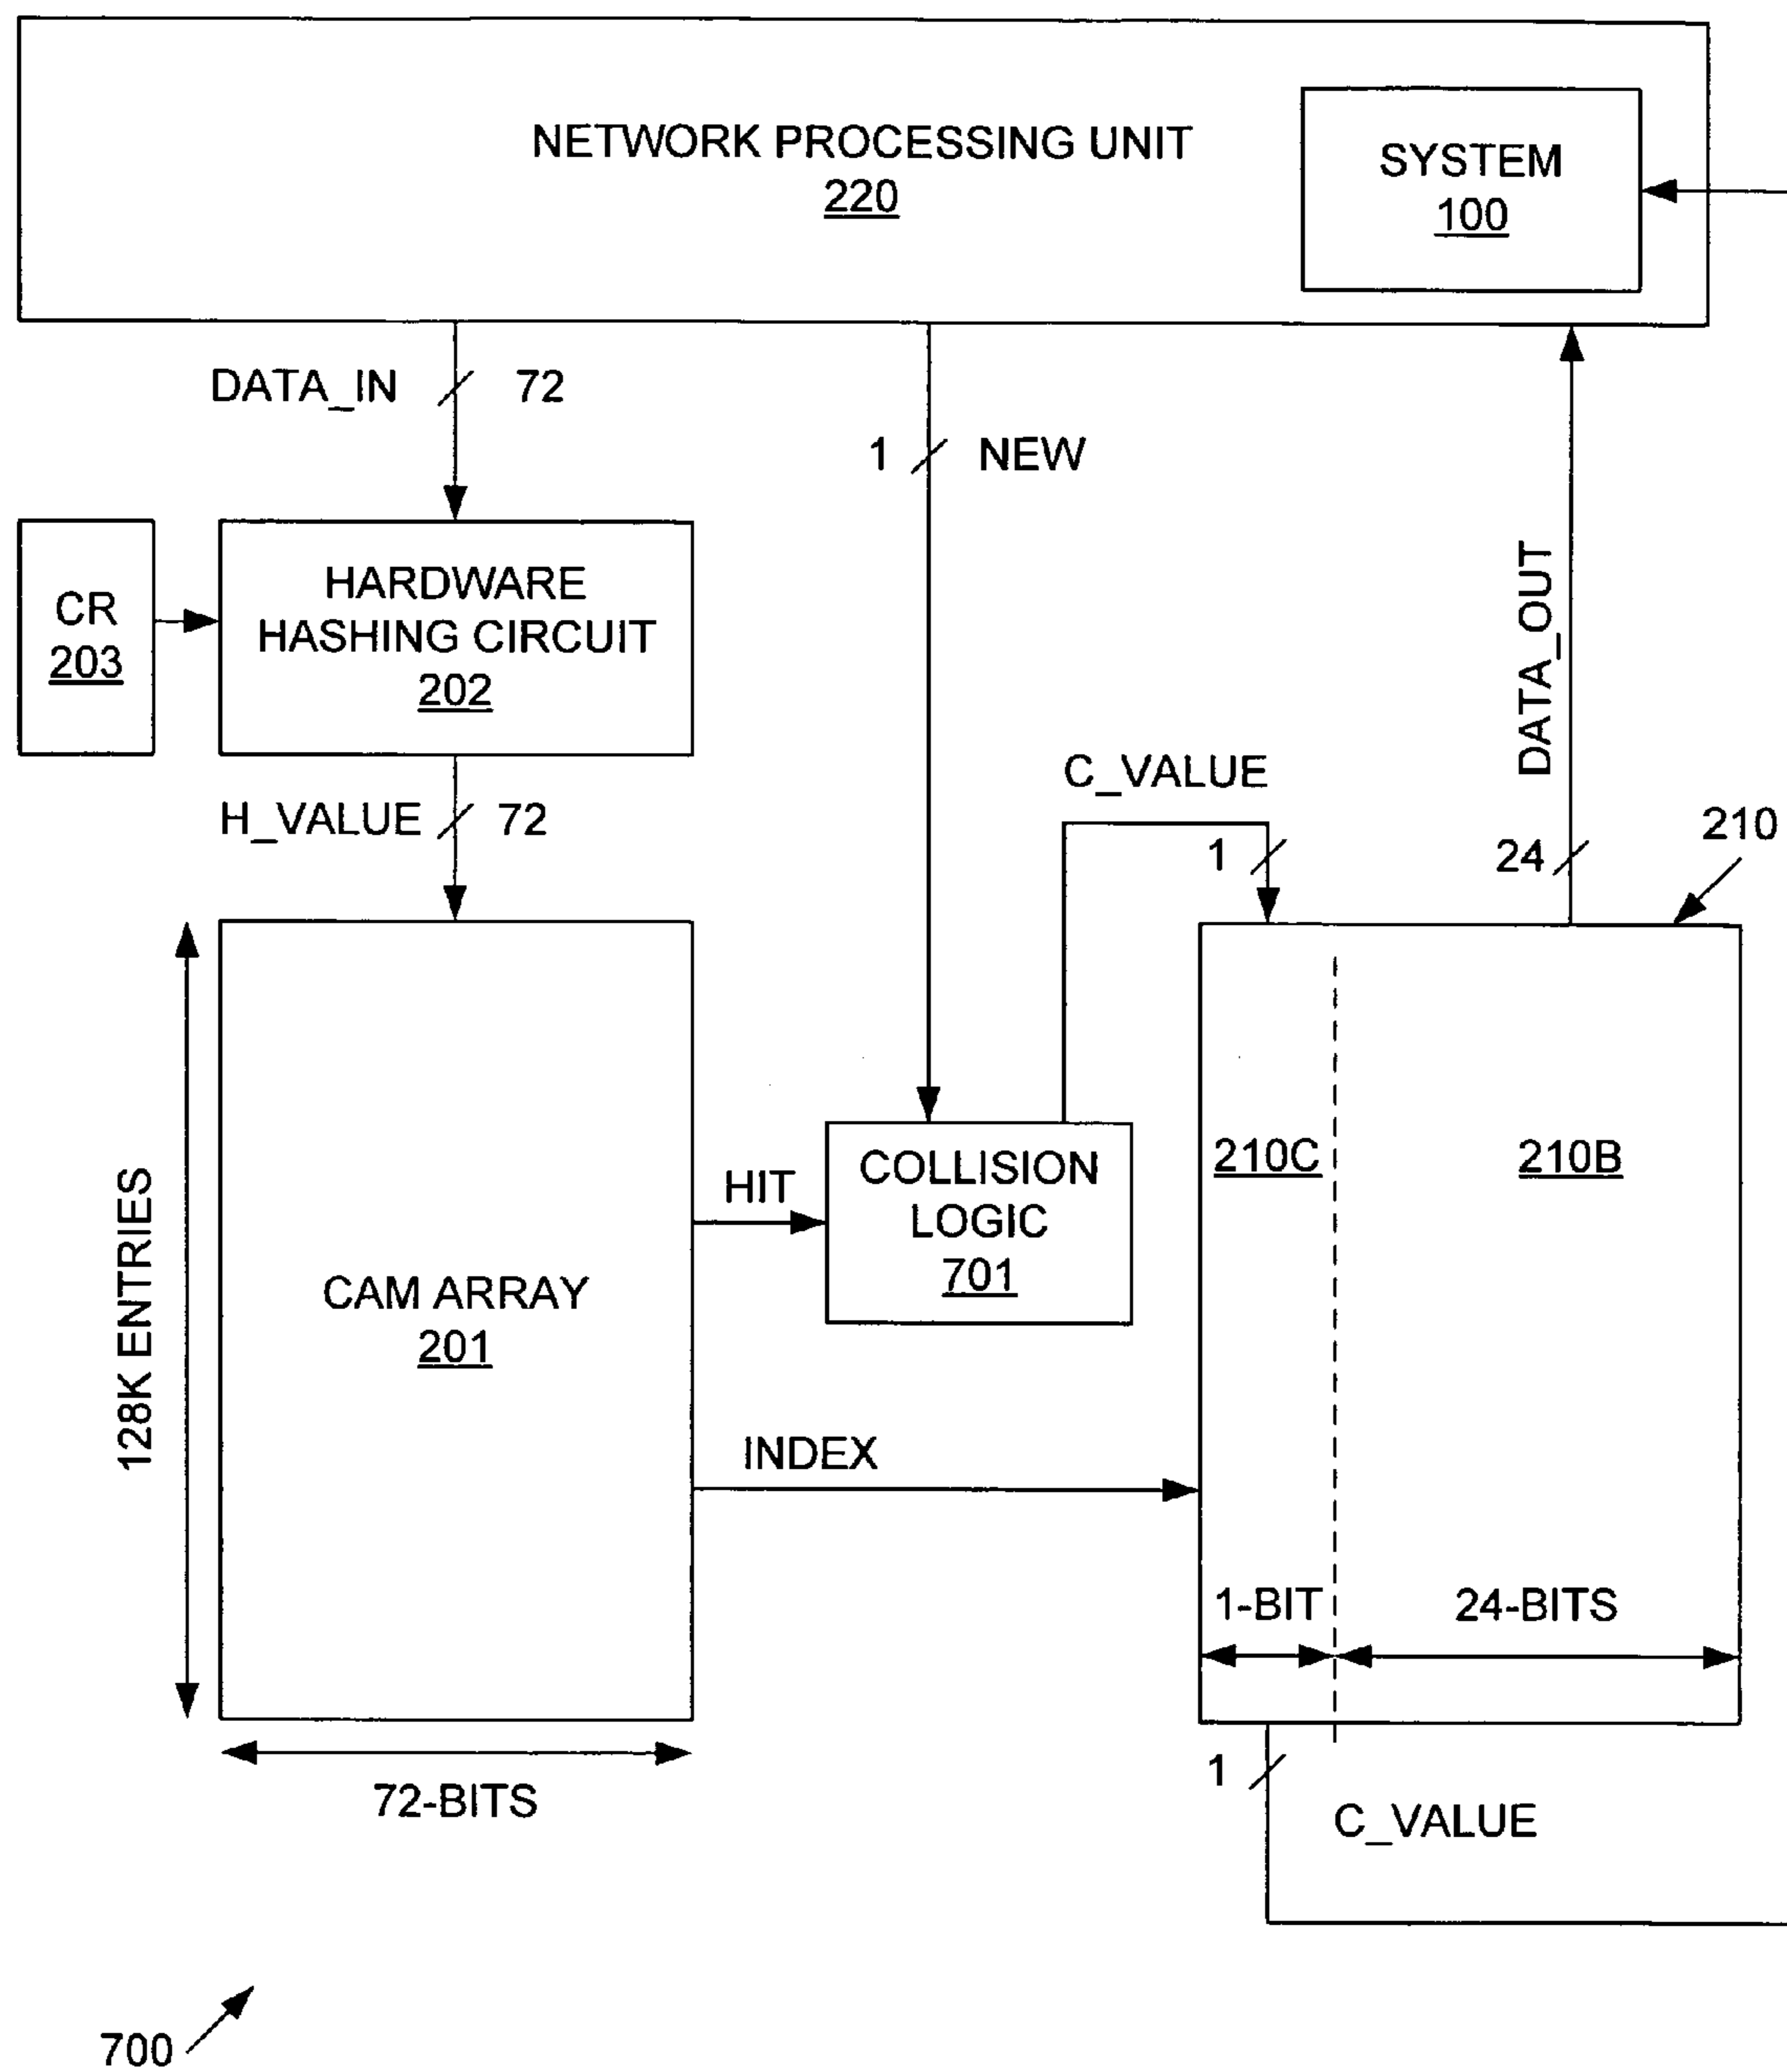 NETWORK PROCESSING UNIT
220
SYSTEM
100
DATA_IN
72
1
NEW
CR
203
HARDWARE
HASHING CIRCUIT
202
DATA_OUT
H_VALUE
72
C_VALUE
1
24
210
128K ENTRIES
CAM ARRAY
201
HIT
COLLISION
LOGIC
701
INDEX
210C
210B
1-BIT
24-BITS
72-BITS
1
C_VALUE
700